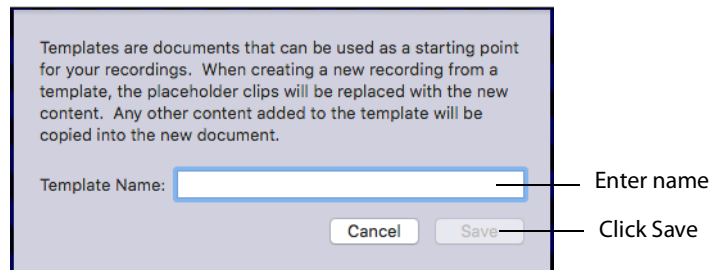 Templates are documents that can be used as a starting point
for your recordings.  When creating a new recording from a
template, the placeholder clips will be replaced with the new
content.  Any other content added to the template will be
copied into the new document.
Template Name:
Enter name
Cancel
Save
Click Save